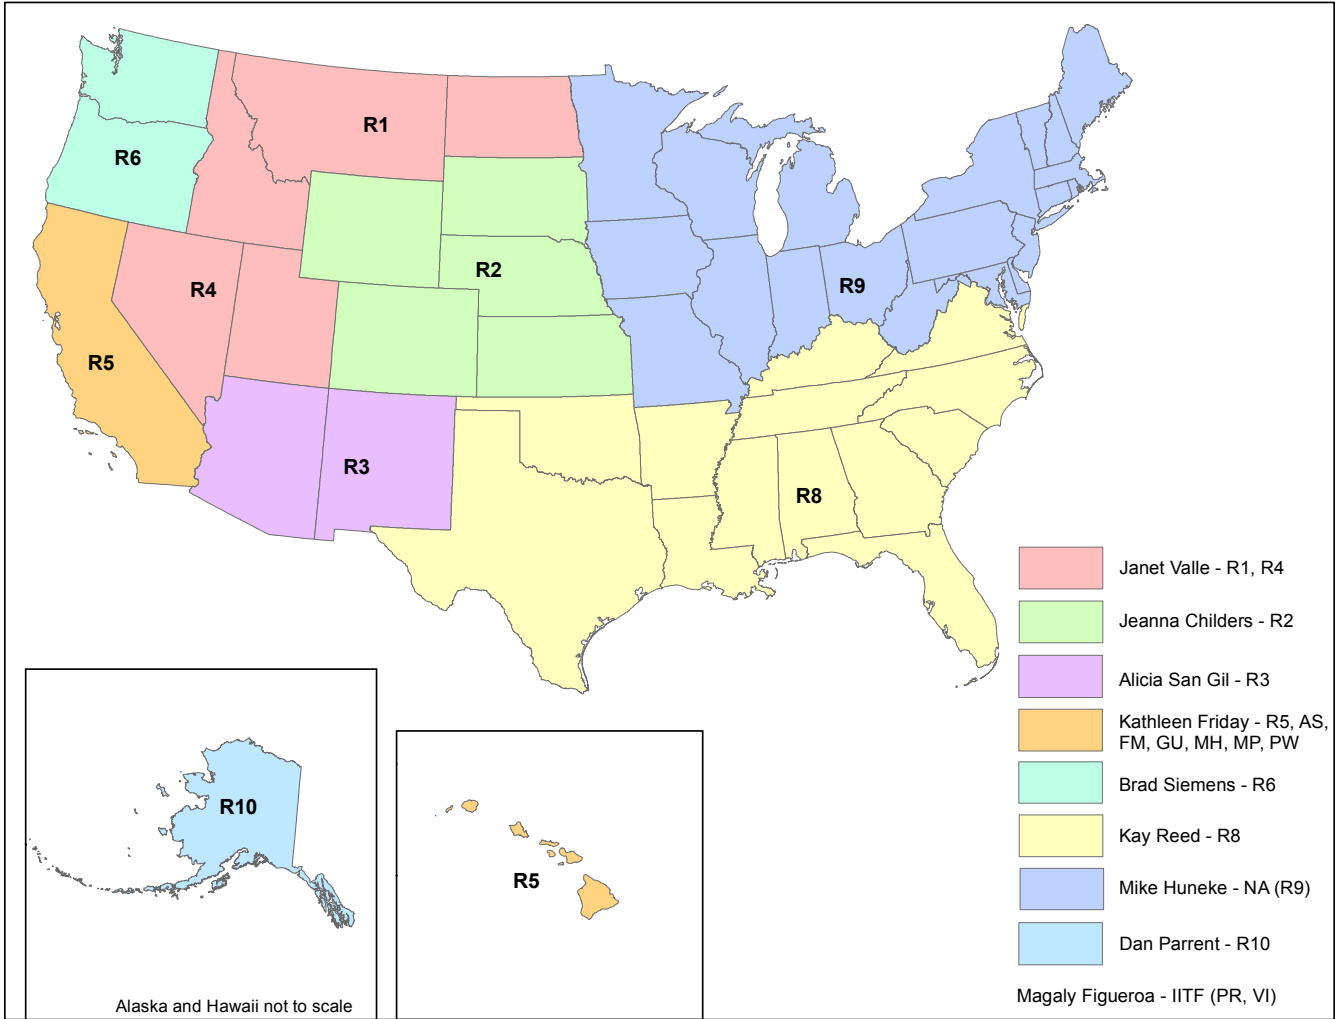 R1
R6
R2
R4
R9
R5
R3
R8
Janet Valle - R1, R4
Jeanna Childers - R2
Alicia San Gil - R3
Kathleen Friday - R5, AS,
FM, GU, MH, MP, PW
Brad Siemens - R6
Kay Reed - R8
Mike Huneke - NA (R9)
Dan Parrent - R10
Magaly Figueroa - IITF (PR, VI)
R10
Alaska and Hawaii not to scale
R5